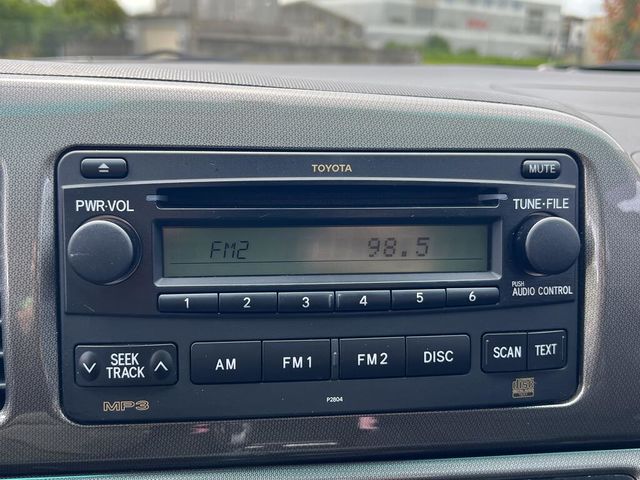 TOYOTA
MUTE
PWR·VOL
TUNE·FILE
FM2 98.5
PUSH
AUDIO CONTROL
1 2 3 4 5 6
SEEK
TRACK
AM FM1 FM2 DISC
SCAN TEXT
MP3
P2804